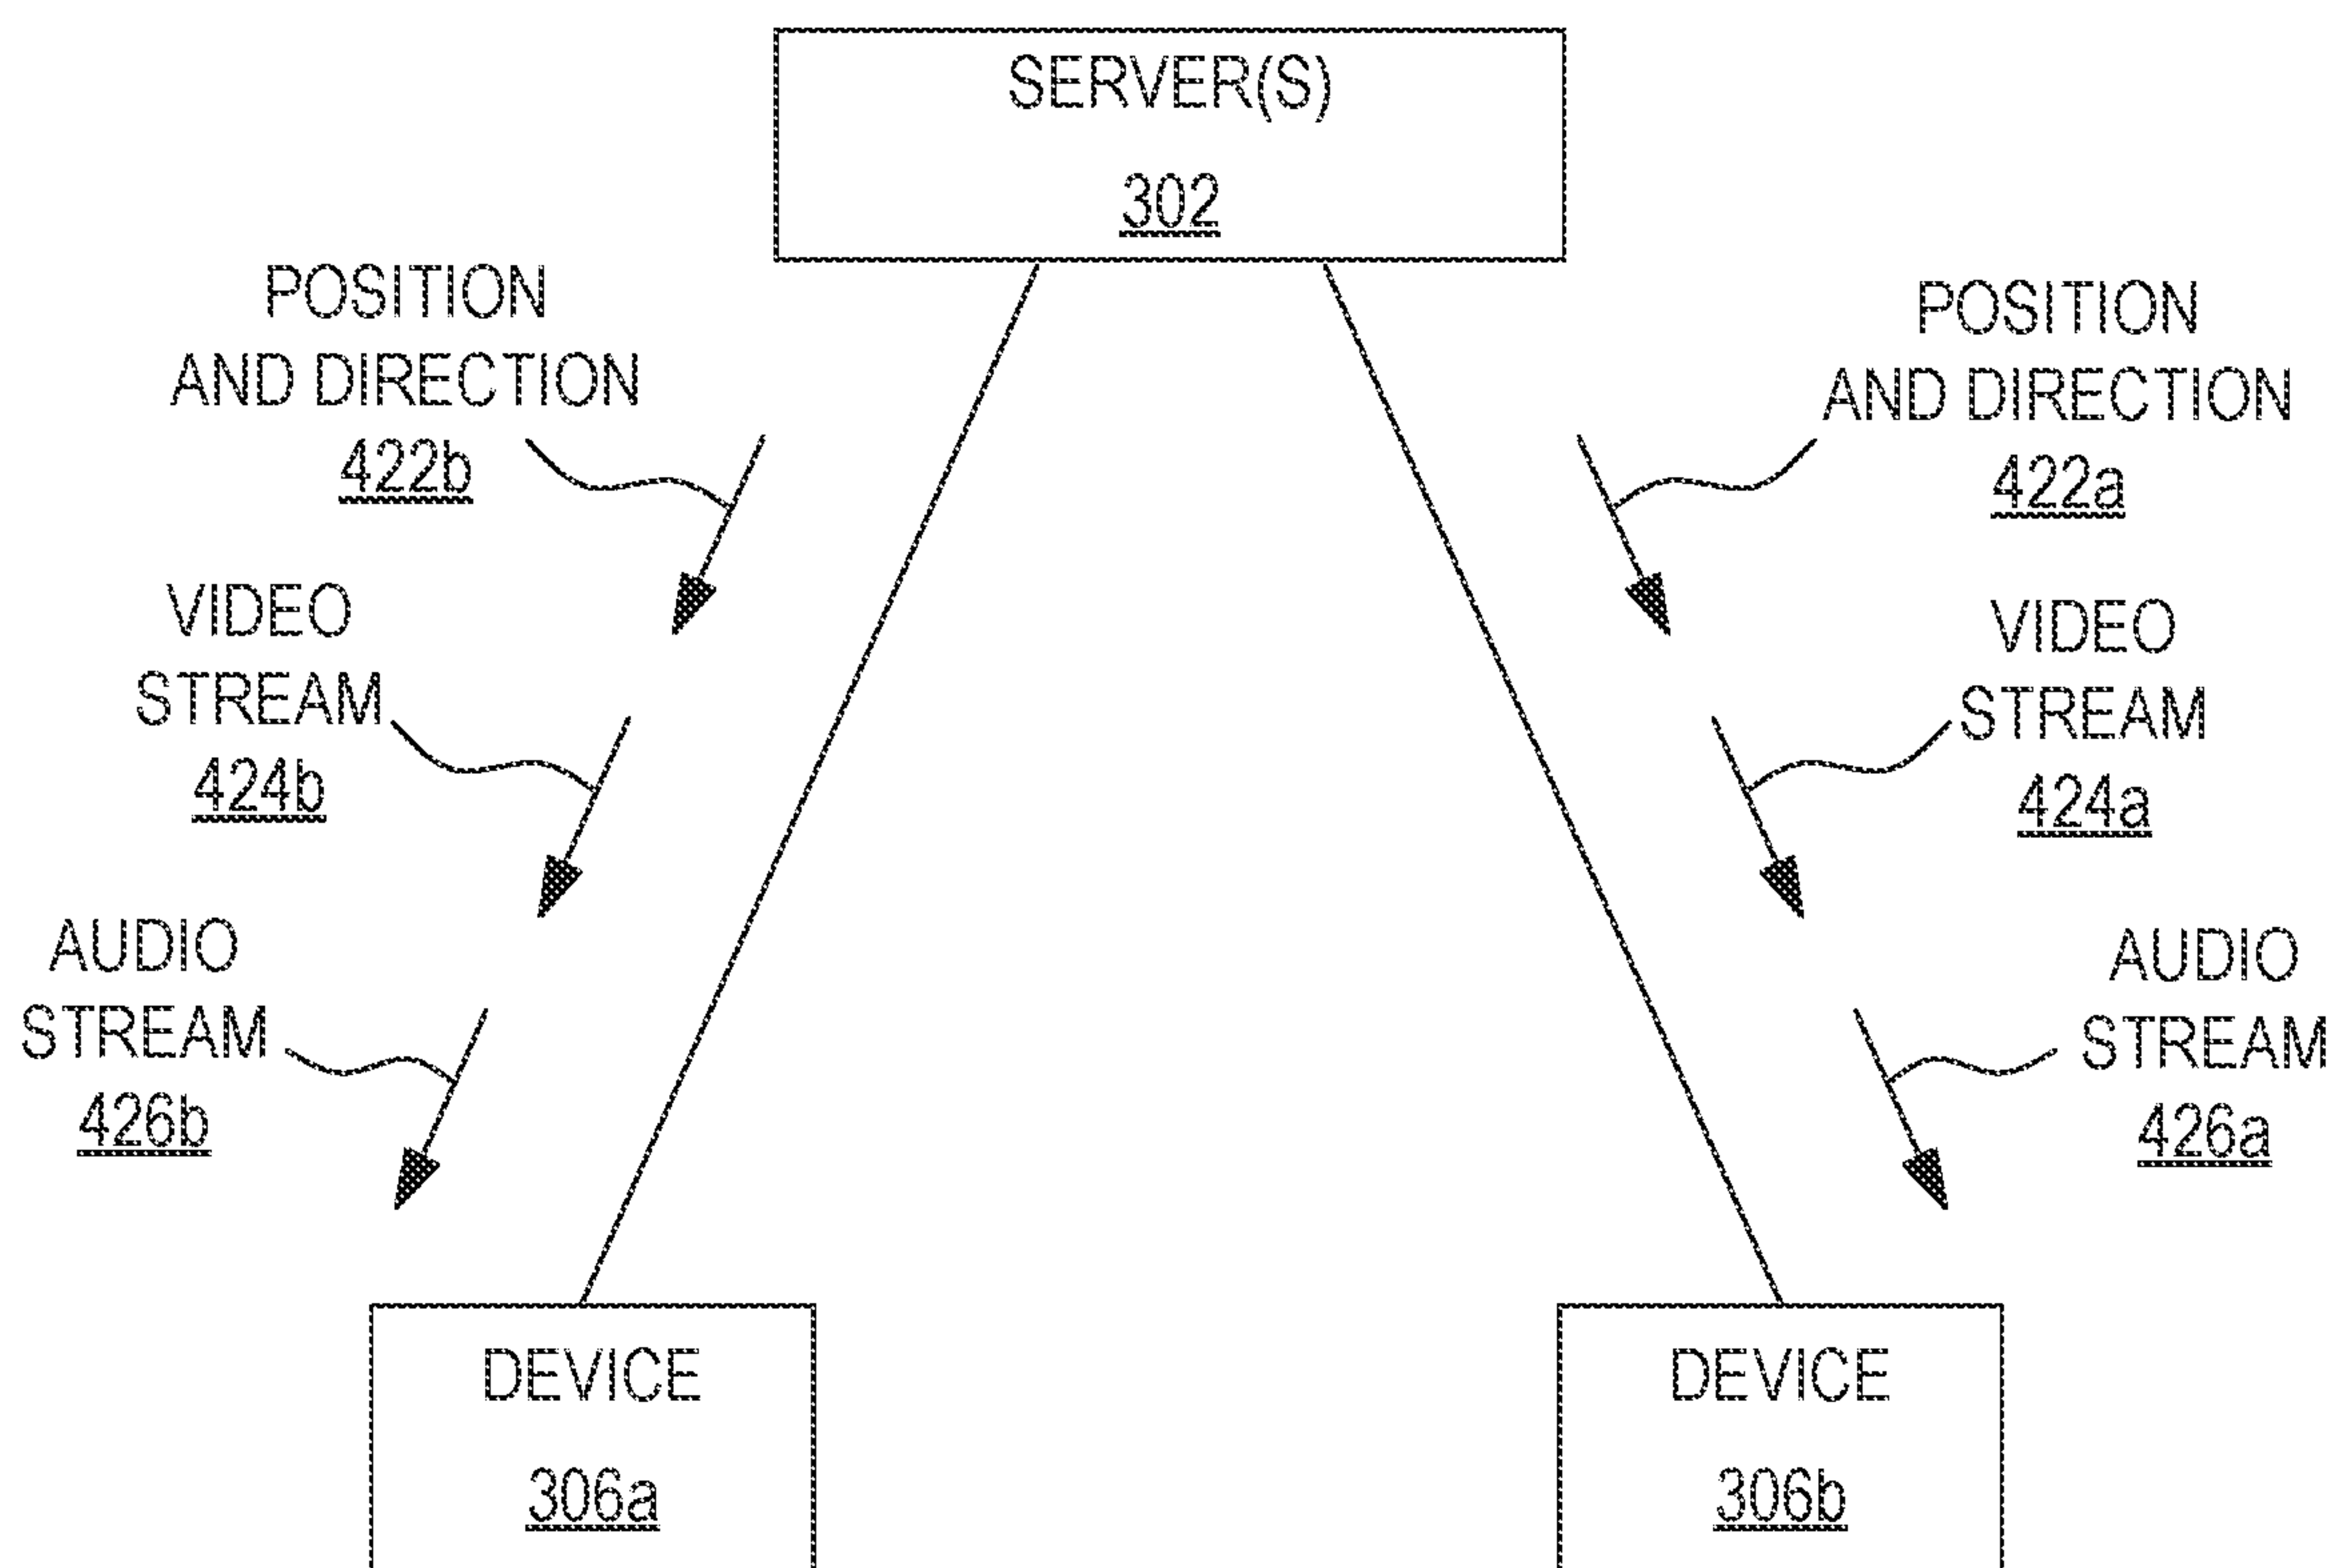 SERVER(S)
302
POSITION
AND DIRECTION
422b
POSITION
AND DIRECTION
422a
VIDEO
STREAM
424b
VIDEO
STREAM
424a
AUDIO
STREAM
426b
AUDIO
STREAM
426a
DEVICE
306a
DEVICE
306b